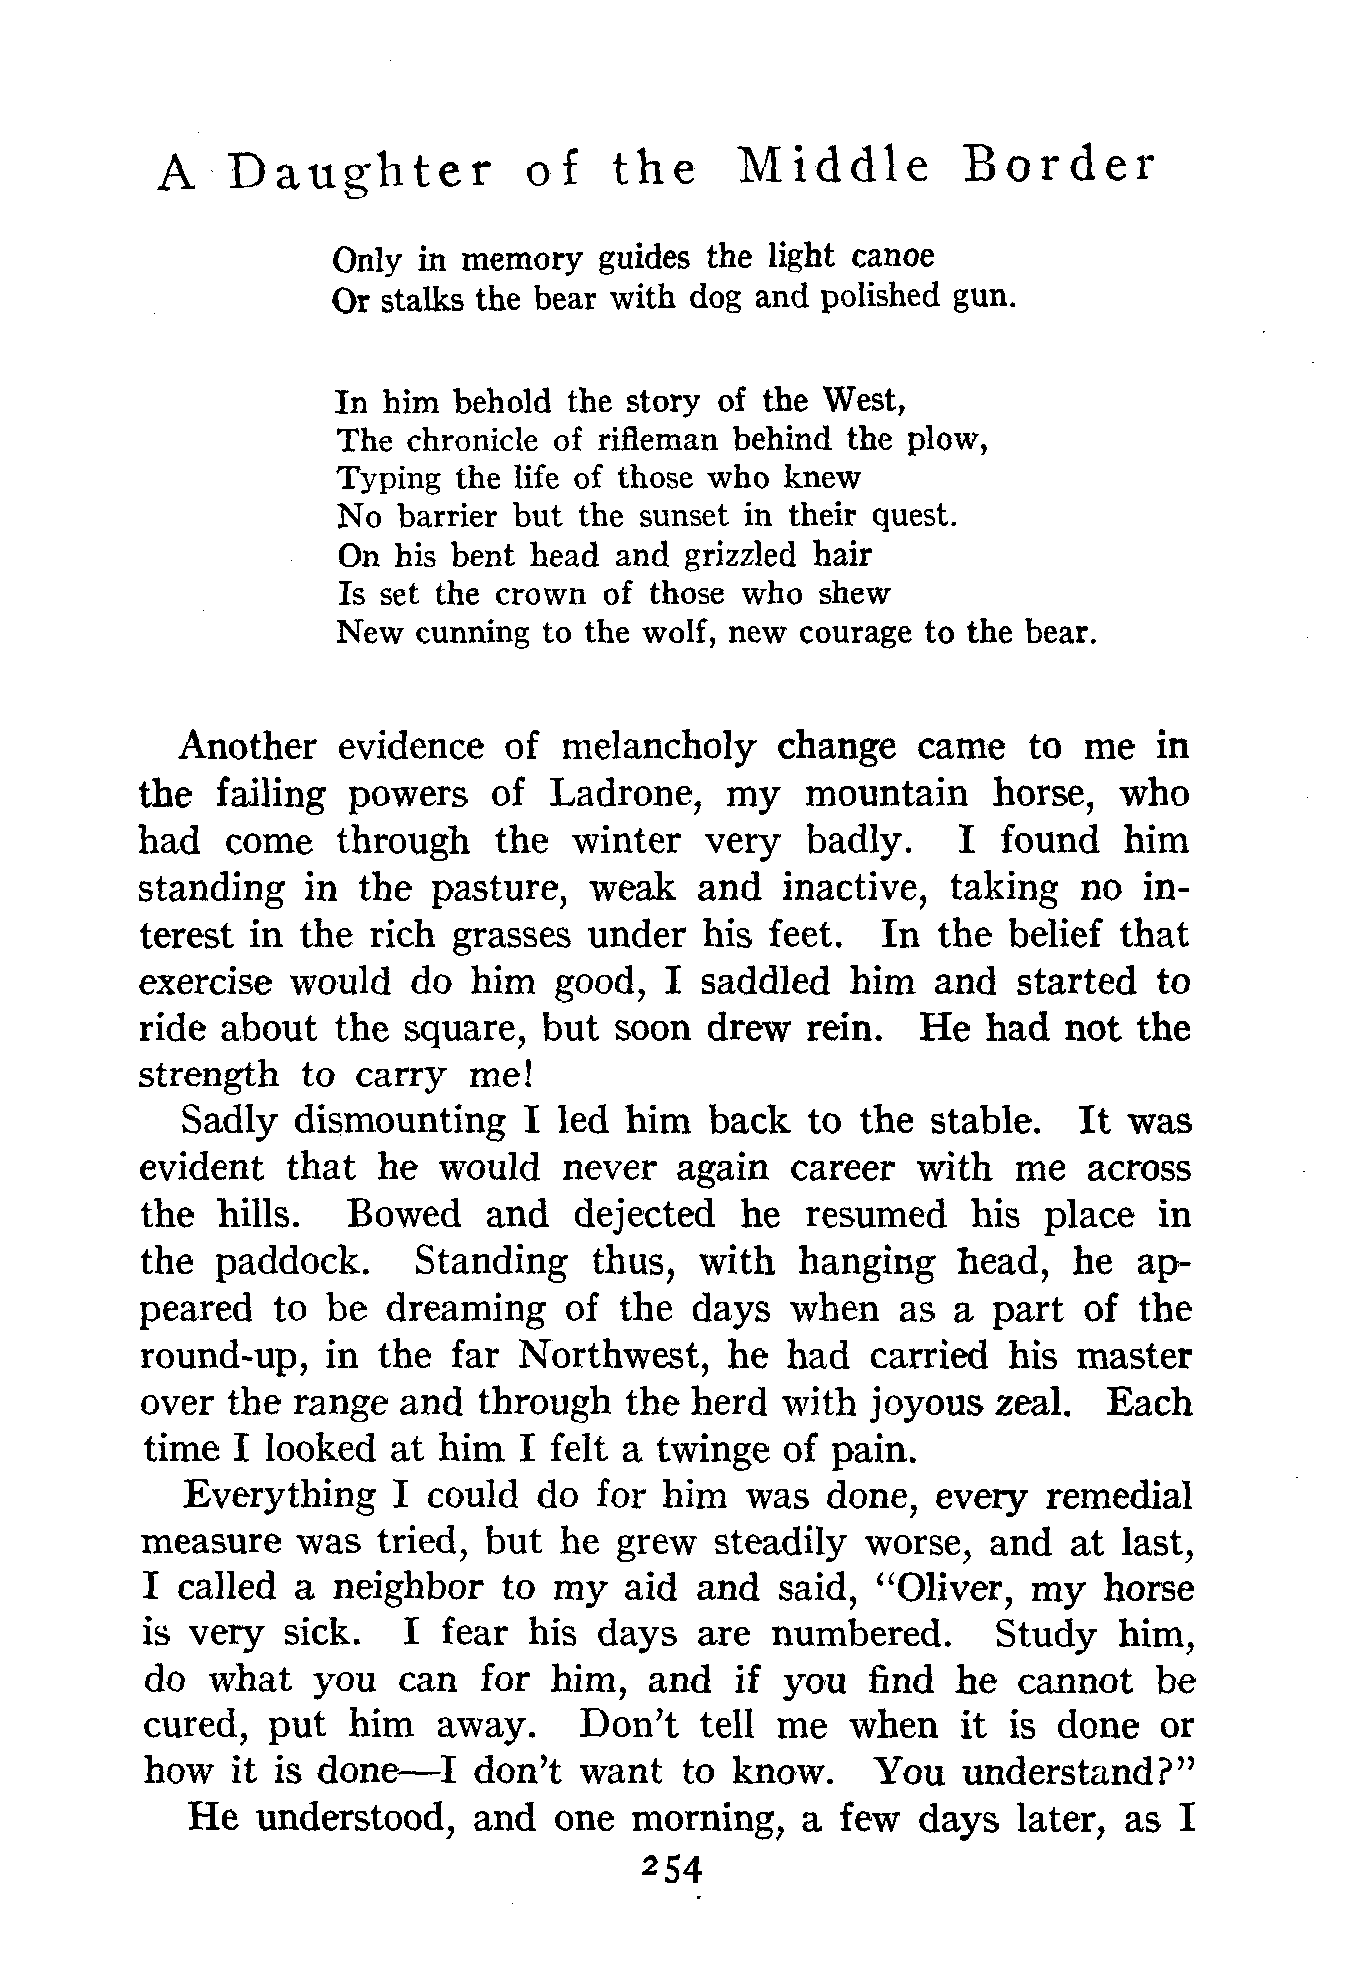 A Daughter of the Middle Border
Only in memory guides the light canoe
Or stalks the bear with dog and polished gun.
In him behold the story of the West,
The chronicle of rifleman behind the plow,
Typing the life of those who knew
No barrier but the sunset in their quest.
On his bent head and grizzled hair
Is set the crown of those who shew
New cunning to the wolf, new courage to the bear.
Another evidence of melancholy change came to me in
the failing powers of Ladrone, my mountain horse, who
had come through the winter very badly. I found him
standing in the pasture, weak and inactive, taking no in-
terest in the rich grasses under his feet. In the belief that
exercise would do him good, I saddled him and started to
ride about the square, but soon drew rein. He had not the
strength to carry me!
Sadly dismounting I led him back to the stable. It was
evident that he would never again career with me across
the hills. Bowed and dejected he resumed his place in
the paddock. Standing thus, with hanging head, he ap-
peared to be dreaming of the days when as a part of the
round-up, in the far Northwest, he had carried his master
over the range and through the herd with joyous zeal. Each
time I looked at him I felt a twinge of pain.
Everything I could do for him was done, every remedial
measure was tried, but he grew steadily worse, and at last,
I called a neighbor to my aid and said, “Oliver, my horse
is very sick. I fear his days are numbered. Study him,
do what you can for him, and if you find he cannot be
cured, put him away. Don’t tell me when it is done or
how it is done—I don’t want to know. You understand?”
He understood, and one morning, a few days later, as I
254